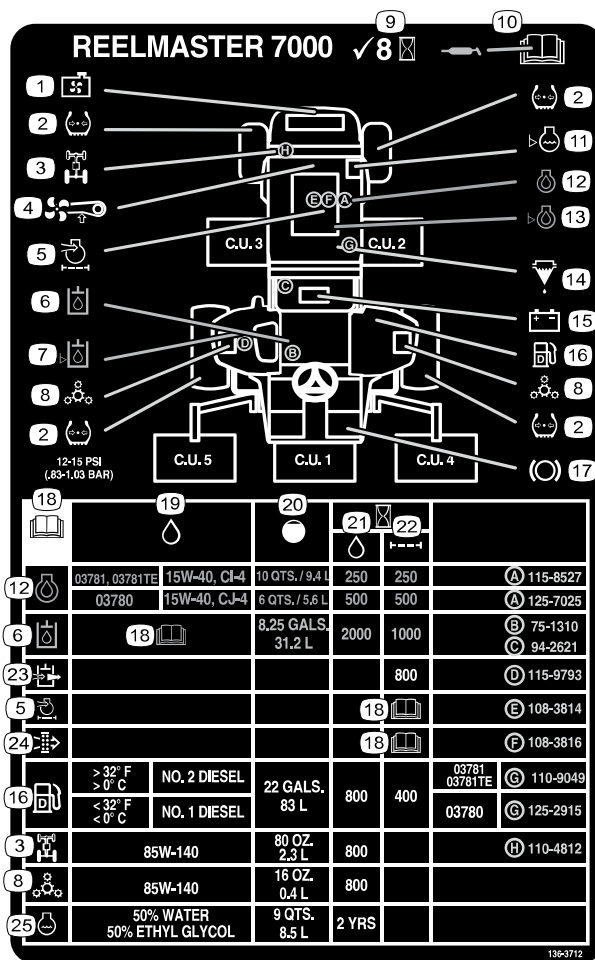 REELMASTER 7000 ✓8
9
10
1
2
3
4
5
6
7
8
2
2
11
12
13
14
15
16
8
2
17
H
E F A
G
C
D
B
C.U. 3
C.U. 2
C.U. 5
C.U. 1
C.U. 4
12-15 PSI
(.83-1.03 BAR)
18
19
20
21
22
12
03781, 03781TE 15W-40, CI-4 10 QTS. / 9.4 L 250 250 A 115-8527
03780 15W-40, CJ-4 6 QTS. / 5,6 L 500 500 A 125-7025
6 18 8.25 GALS. 31.2 L 2000 1000 B 75-1310
C 94-2621
23 800 D 115-9793
5 18 E 108-3814
24 18 F 108-3816
16 D
> 32° F
> 0° C
NO. 2 DIESEL
< 32° F
< 0° C
NO. 1 DIESEL
22 GALS.
83 L
800 400
03781
03781TE
G 110-9049
03780 G 125-2915
3 85W-140 80 OZ. 2.3 L 800 H 110-4812
8 85W-140 16 OZ. 0.4 L 800
25 50% WATER
50% ETHYL GLYCOL
9 QTS.
8.5 L
2 YRS
136-3712